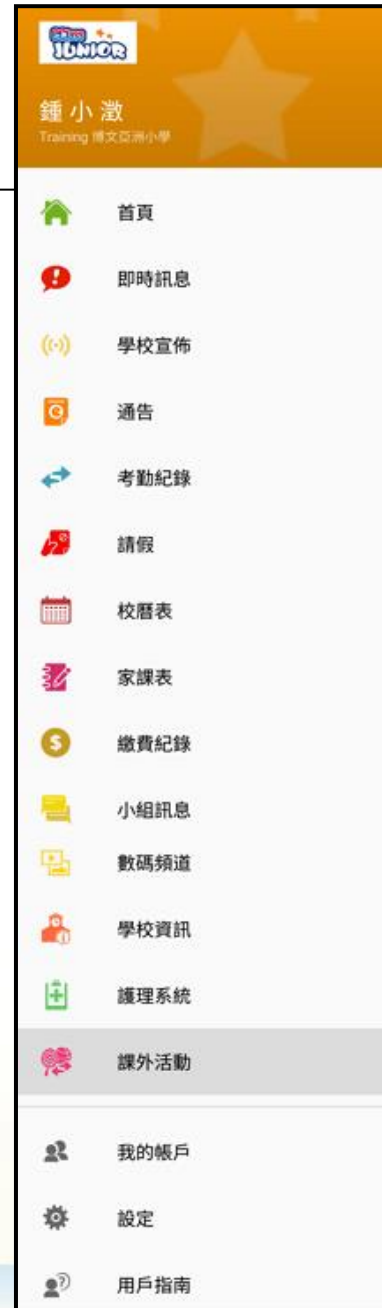 JUNIOR
鍾小澂
Training 博文亞洲小學
首頁
即時訊息
學校宣佈
通告
考勤紀錄
請假
校曆表
家課表
繳費紀錄
小組訊息
數碼頻道
學校資訊
護理系統
課外活動
我的帳戶
設定
用戶指南